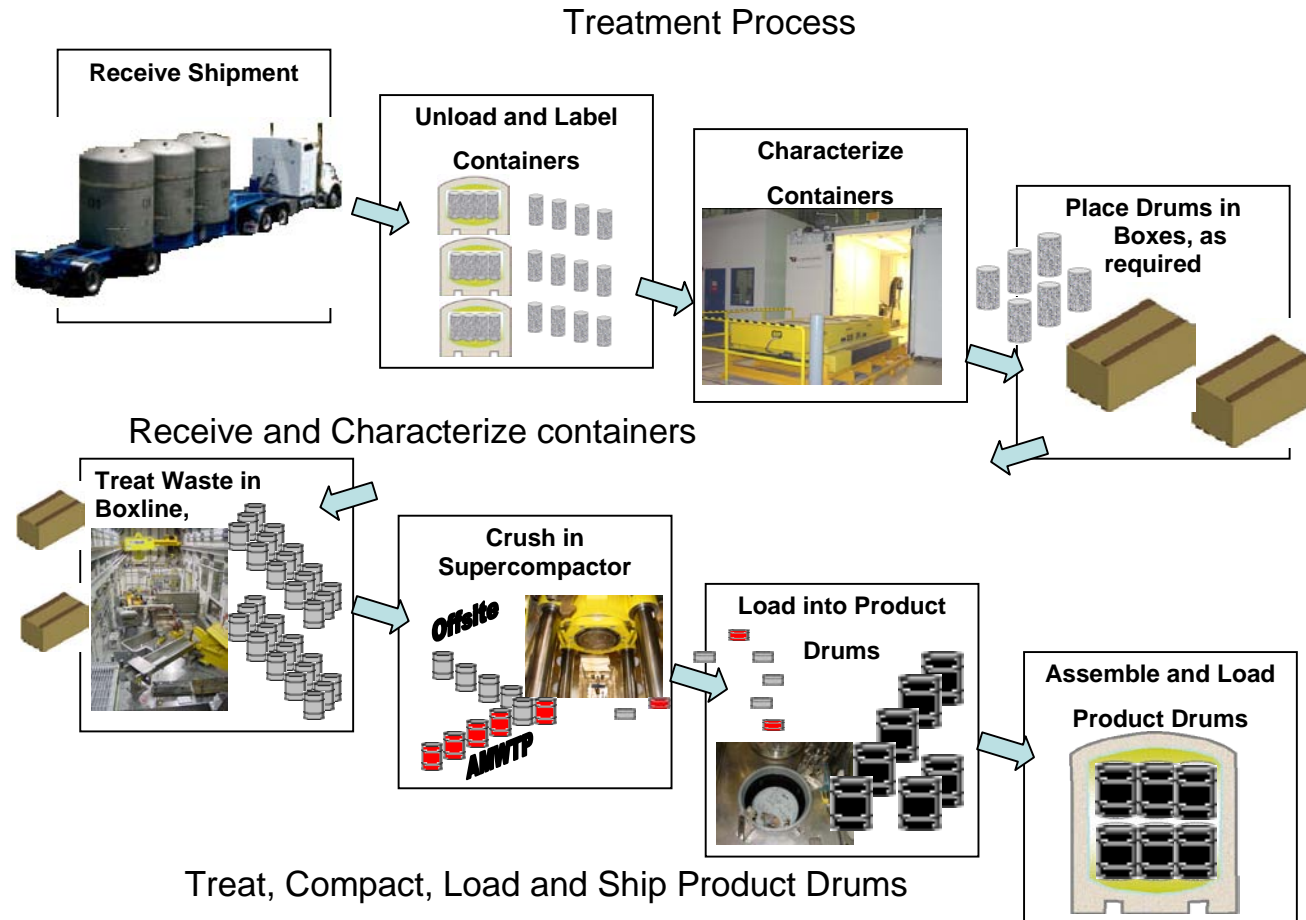 Treatment Process
Receive Shipment
Unload and Label
Containers
Characterize
Containers
Place Drums in
Boxes, as
required
Receive and Characterize containers
Treat Waste in
Boxline,
Crush in
Supercompactor
Offsite
AMWTP
Load into Product
Drums
Assemble and Load
Product Drums
Treat, Compact, Load and Ship Product Drums